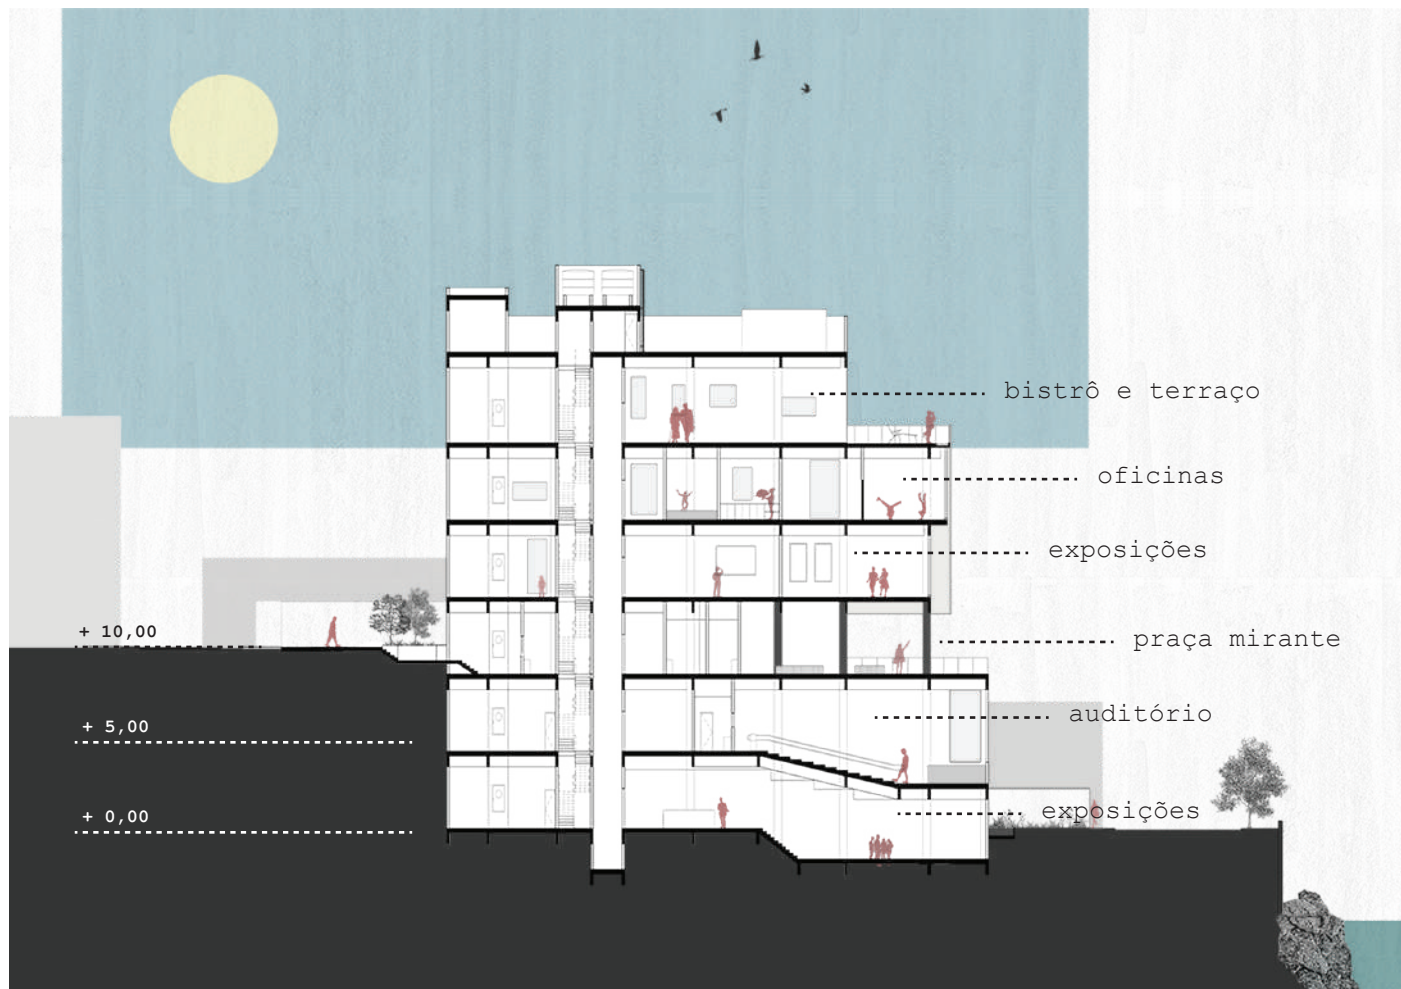 bistrô e terraço
oficinas
exposições
+ 10,00
praça mirante
auditório
+ 5,00
exposições
+ 0,00